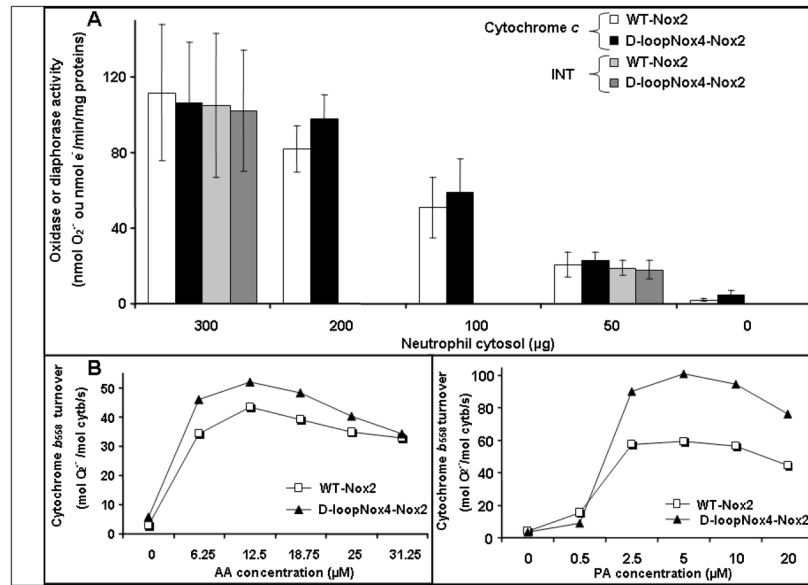 A
Cytochrome c
WT-Nox2
D-loopNox4-Nox2
INT
WT-Nox2
D-loopNox4-Nox2
Oxidase or diaphorase activity
(nmol O2·- ou nmol e-/min/mg proteins)
120
80
40
0
300 200 100 50 0
Neutrophil cytosol (µg)
B
Cytochrome b558 turnover
(mol O2·-/mol cytb/s)
50
40
30
20
10
0
WT-Nox2
D-loopNox4-Nox2
0 6.25 12.5 18.75 25 31.25
AA concentration (µM)
Cytochrome b558 turnover
(mol O2·-/mol cytb/s)
100
80
60
40
20
0
WT-Nox2
D-loopNox4-Nox2
0 0.5 2.5 5 10 20
PA concentration (µM)